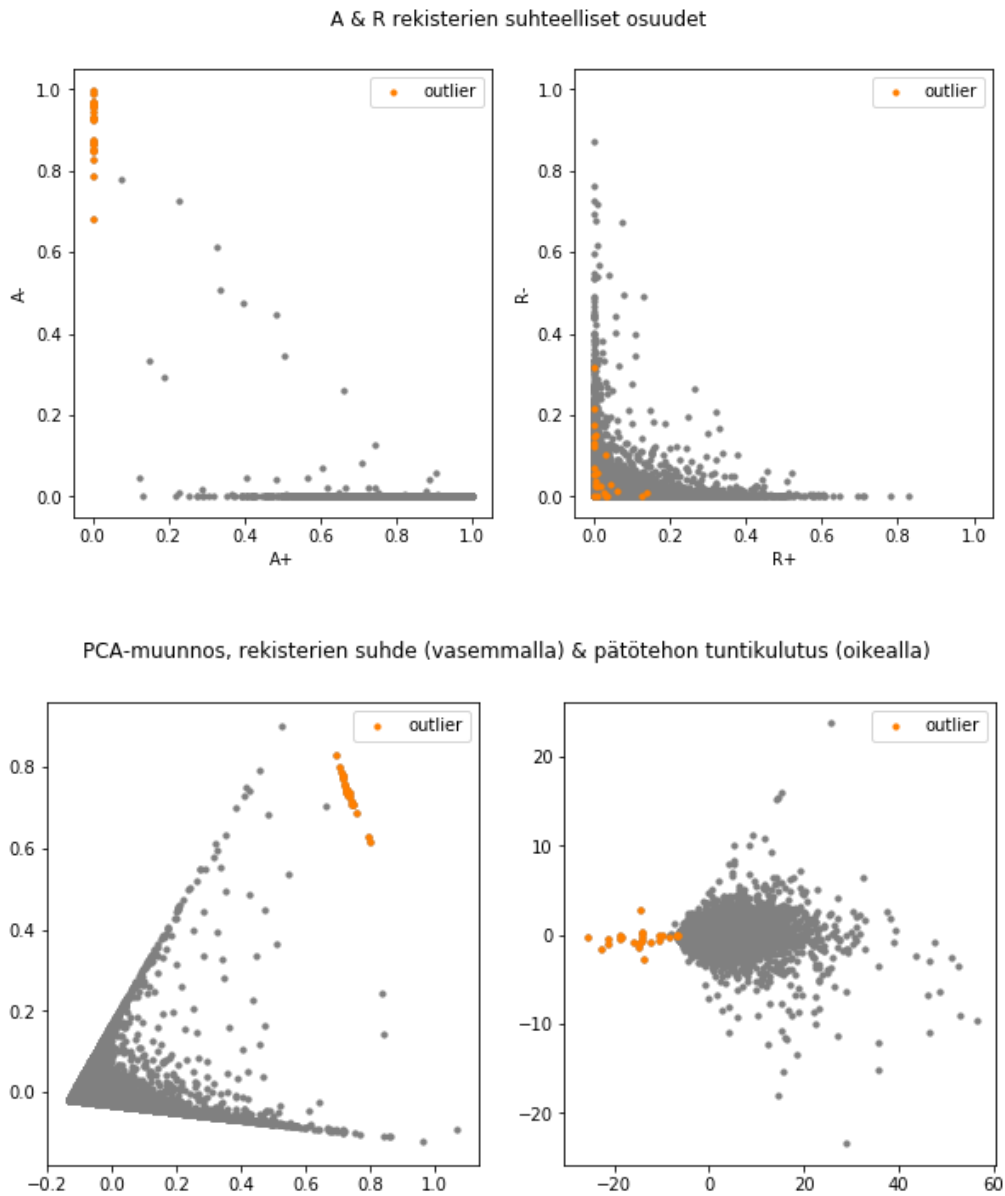 A & R rekisterien suhteelliset osuudet
outlier
outlier
1.0
0.8
0.6
0.4
0.2
0.0
A-
0.0 0.2 0.4 0.6 0.8 1.0
A+
1.0
0.8
0.6
0.4
0.2
0.0
R-
0.0 0.2 0.4 0.6 0.8 1.0
R+
PCA-muunnos, rekisterien suhde (vasemmalla) & pätötehon tuntikulutus (oikealla)
outlier
outlier
0.8
0.6
0.4
0.2
0.0
−0.2 0.0 0.2 0.4 0.6 0.8 1.0
20
10
0
−10
−20
−20 0 20 40 60